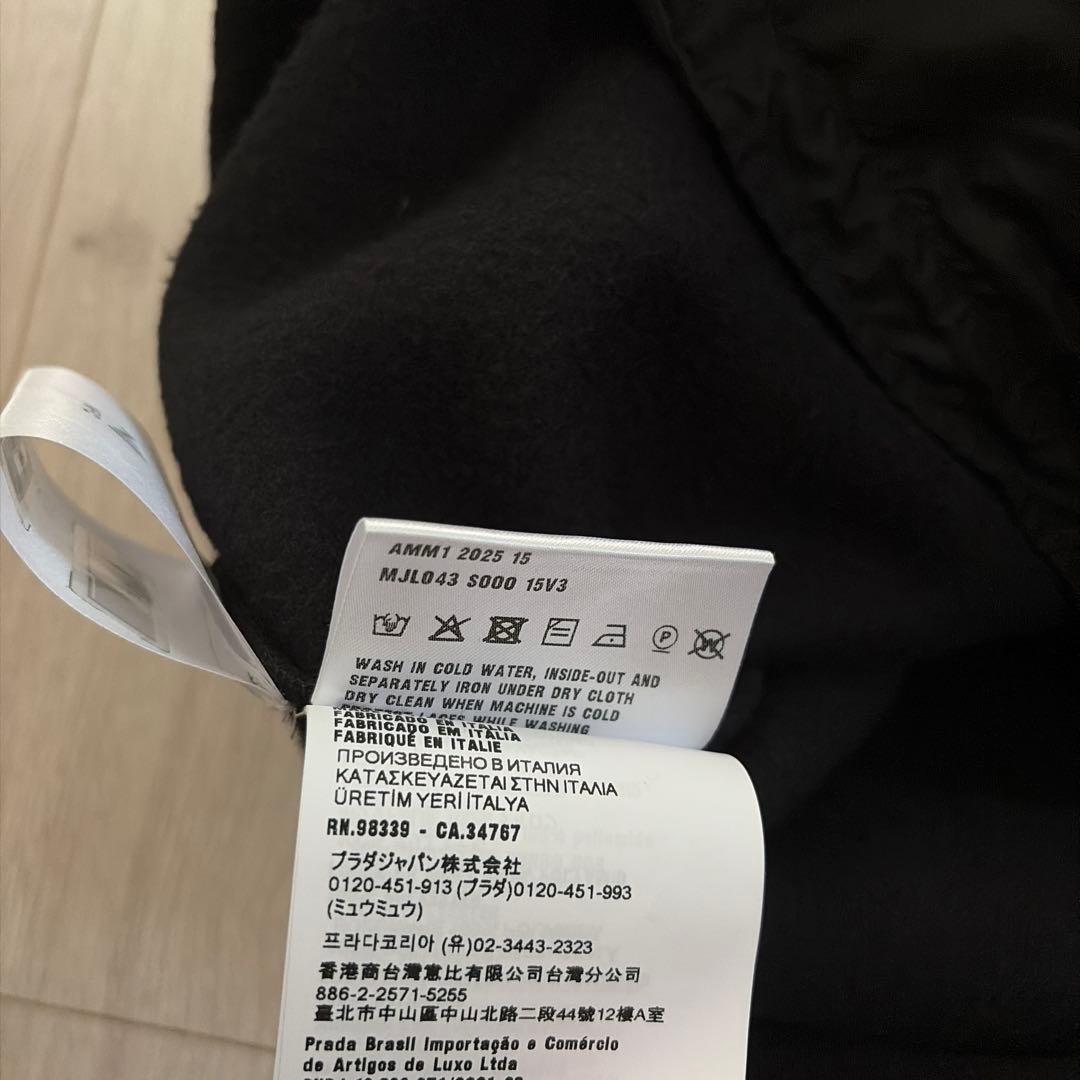 AMM1 2025 15
MJL043 S000 15V3
WASH IN COLD WATER, INSIDE-OUT AND
SEPARATELY IRON UNDER DRY CLOTH
DRY CLEAN WHEN MACHINE IS COLD
PROTECT LACES WHILE WASHING
FABRICADO EN ITALIA
FABRICADO EM ITÁLIA
FABRIQUÉ EN ITALIE
ПРОИЗВЕДЕНО В ИТАЛИЯ
ΚΑΤΑΣΚΕΥΑΖΕΤΑΙ ΣΤΗΝ ΙΤΑΛΙΑ
ÜRETİM YERİ İTALYA
RN.98339 - CA.34767
プラダジャパン株式会社
0120-451-913 (プラダ)0120-451-993
(ミュウミュウ)
프라다코리아 (유)02-3443-2323
香港商台灣惠比有限公司台灣分公司
886-2-2571-5255
臺北市中山區中山北路二段44號12樓A室
Prada Brasil Importação e Comércio
de Artigos de Luxo Ltda